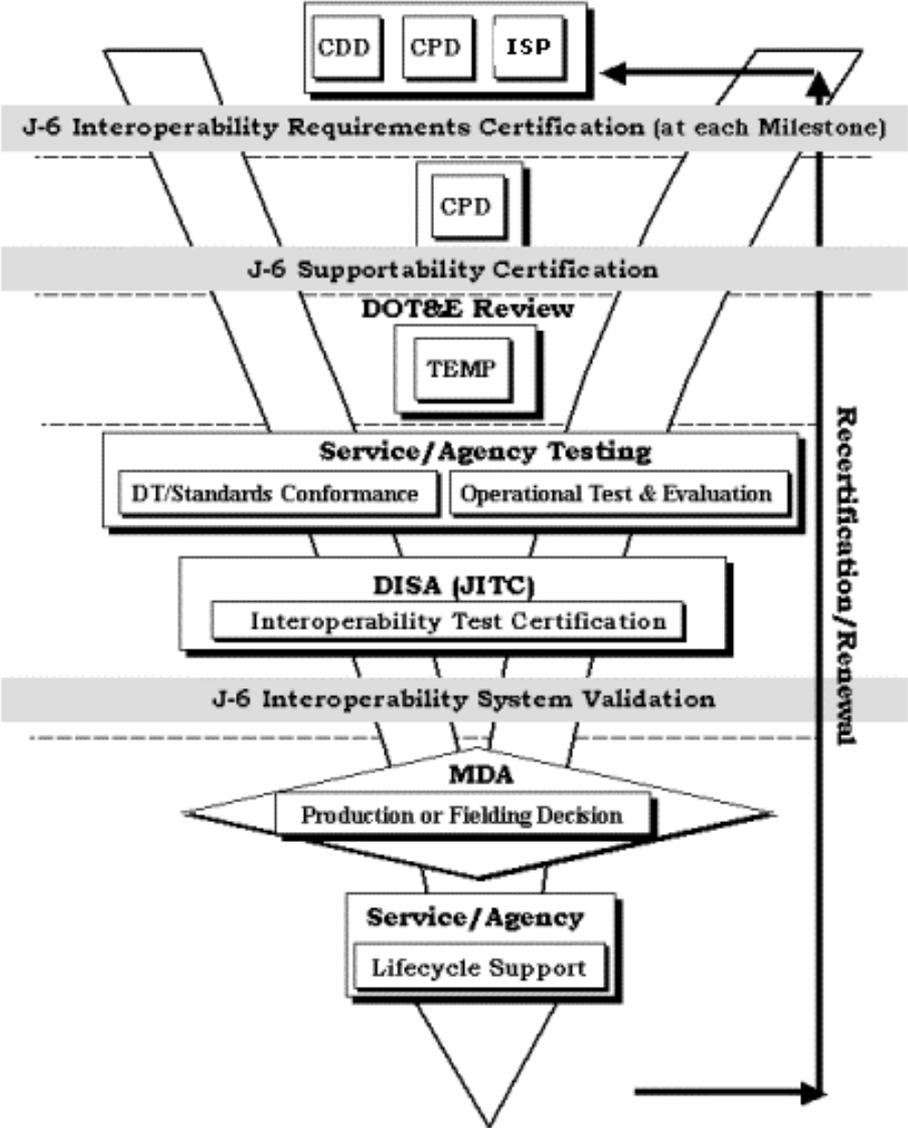 CDD CPD ISP
J-6 Interoperability Requirements Certification (at each Milestone)
CPD
J-6 Supportability Certification
DOT&E Review
TEMP
Service/Agency Testing
DT/Standards Conformance Operational Test & Evaluation
DISA (JITC)
Interoperability Test Certification
J-6 Interoperability System Validation
MDA
Production or Fielding Decision
Service/Agency
Lifecycle Support
Recertification/Renewal